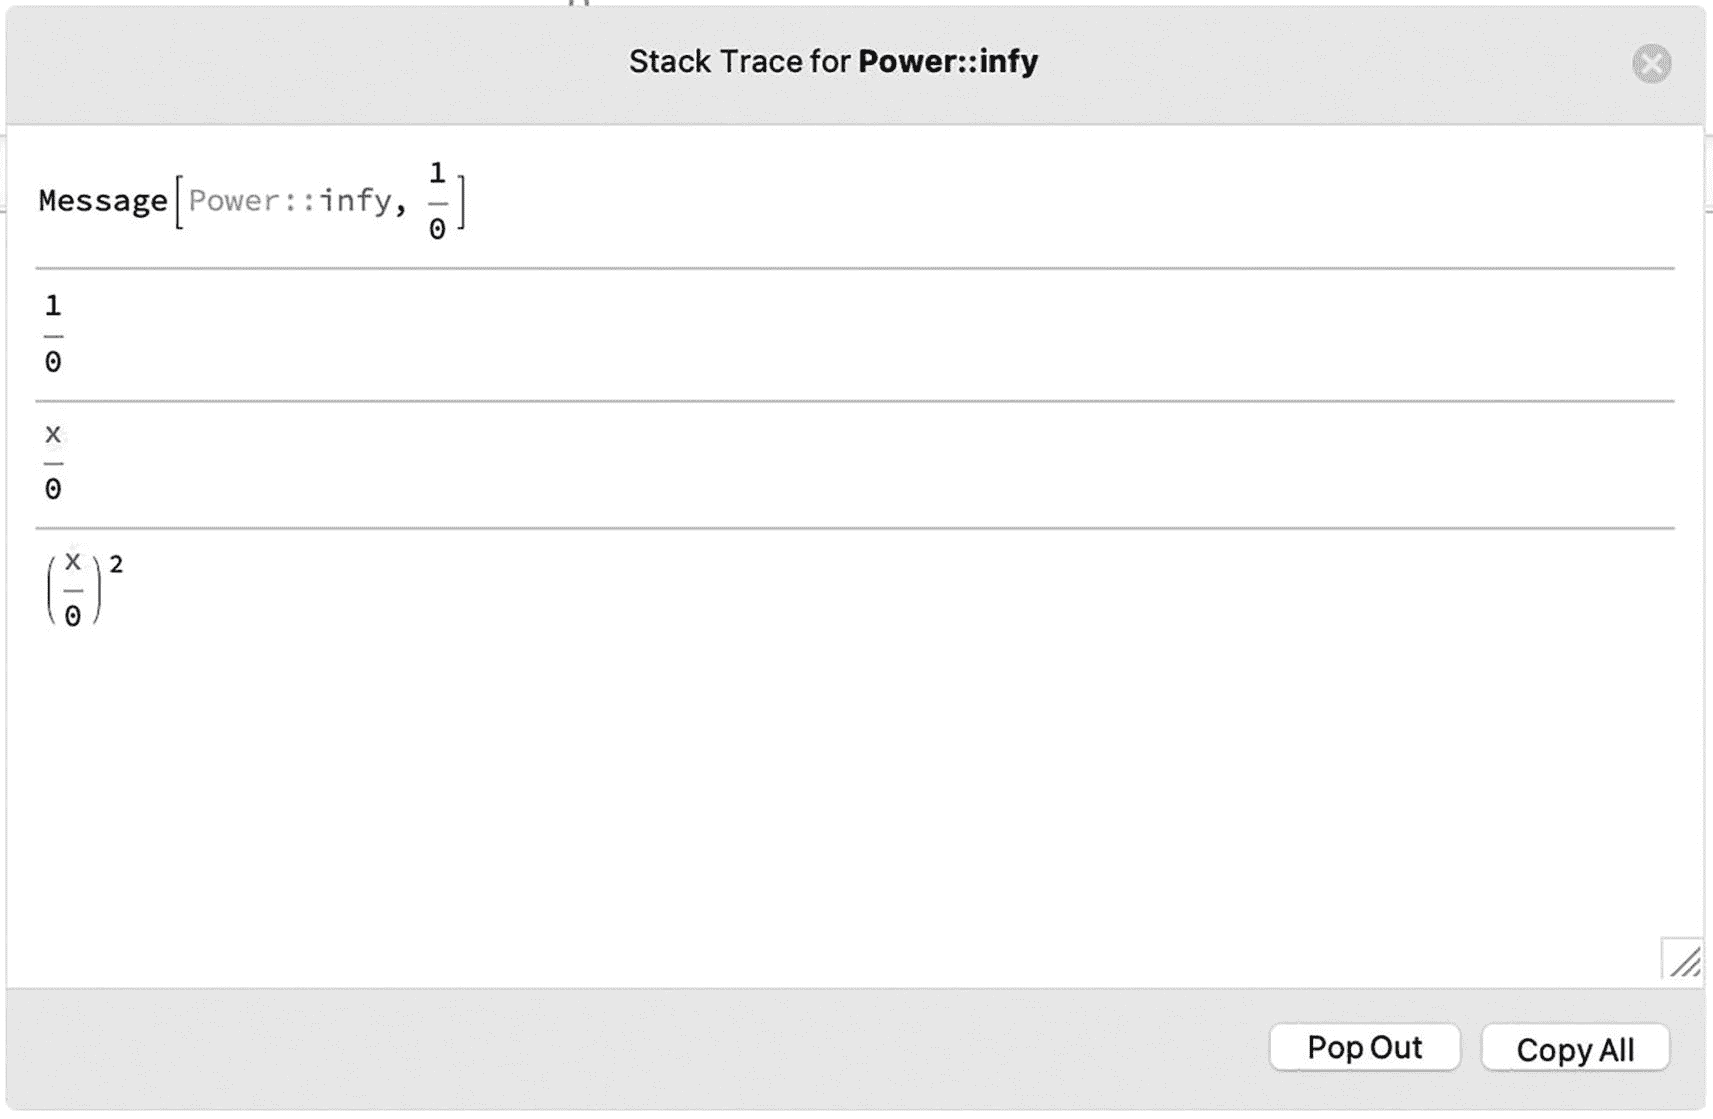 Stack Trace for Power::infy
Message[Power::infy, 1/0]
1/0
x/0
(x/0)^2
Pop Out
Copy All